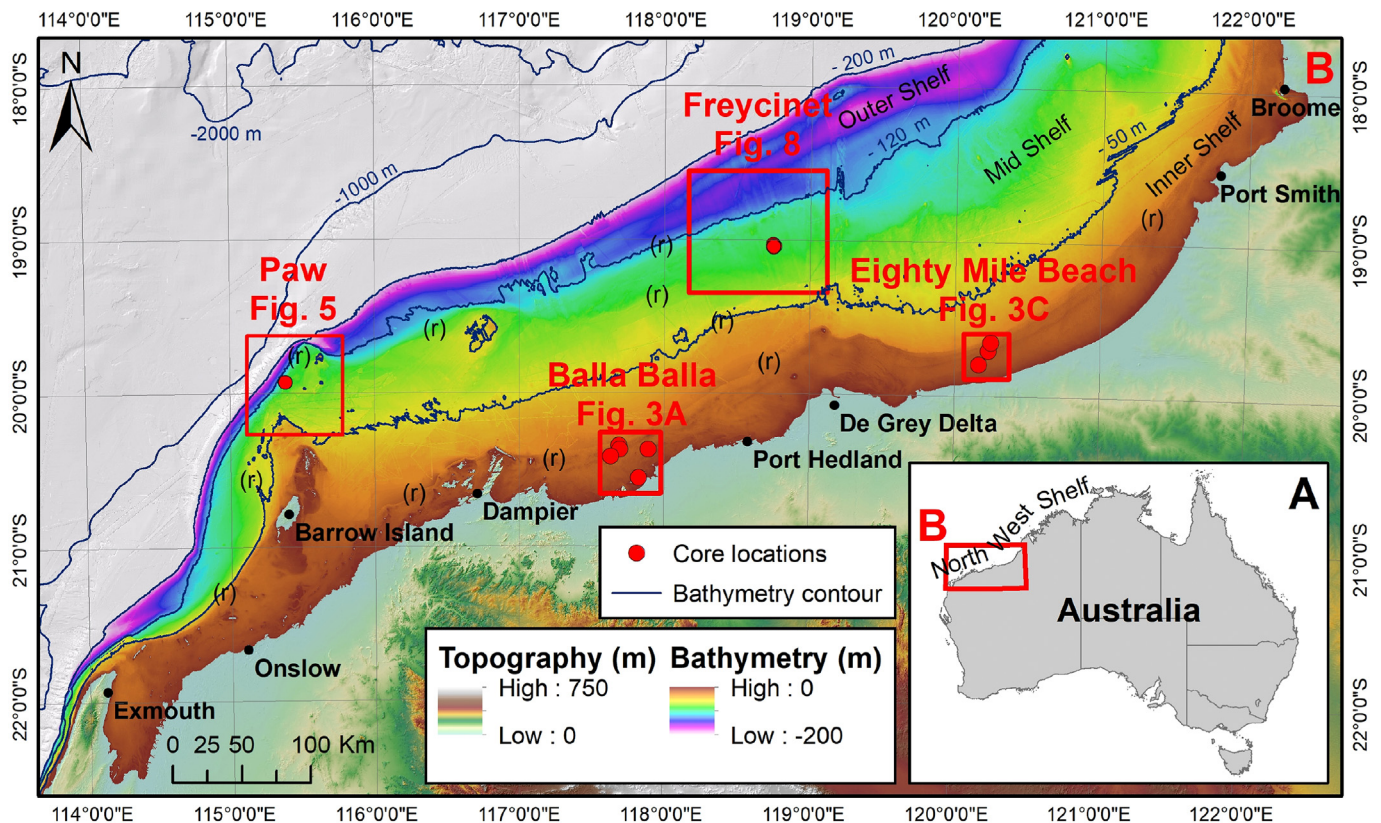 114°0'0"E
115°0'0"E
116°0'0"E
117°0'0"E
118°0'0"E
119°0'0"E
120°0'0"E
121°0'0"E
122°0'0"E
N
B
- 200 m
Outer Shelf
18°0'0"S
18°0'0"S
Broome
Freycinet
Fig. 8
-2000 m
- 120 m
Mid Shelf
-50 m
Inner Shelf
-1000 m
Port Smith
(r)
19°0'0"S
19°0'0"S
(r)
Paw
Fig. 5
Eighty Mile Beach
Fig. 3C
(r)
(r)
(r)
(r)
(r)
Balla Balla
Fig. 3A
20°0'0"S
20°0'0"S
De Grey Delta
Port Hedland
(r)
(r)
(r)
Dampier
Barrow Island
21°0'0"S
21°0'0"S
(r)
Onslow
Exmouth
22°0'0"S
22°0'0"S
0 25 50 100 Km
Core locations
Bathymetry contour
Topography (m)
High : 750
Low : 0
Bathymetry (m)
High : 0
Low : -200
A
B
North West Shelf
Australia
114°0'0"E
115°0'0"E
116°0'0"E
117°0'0"E
118°0'0"E
119°0'0"E
120°0'0"E
121°0'0"E
122°0'0"E